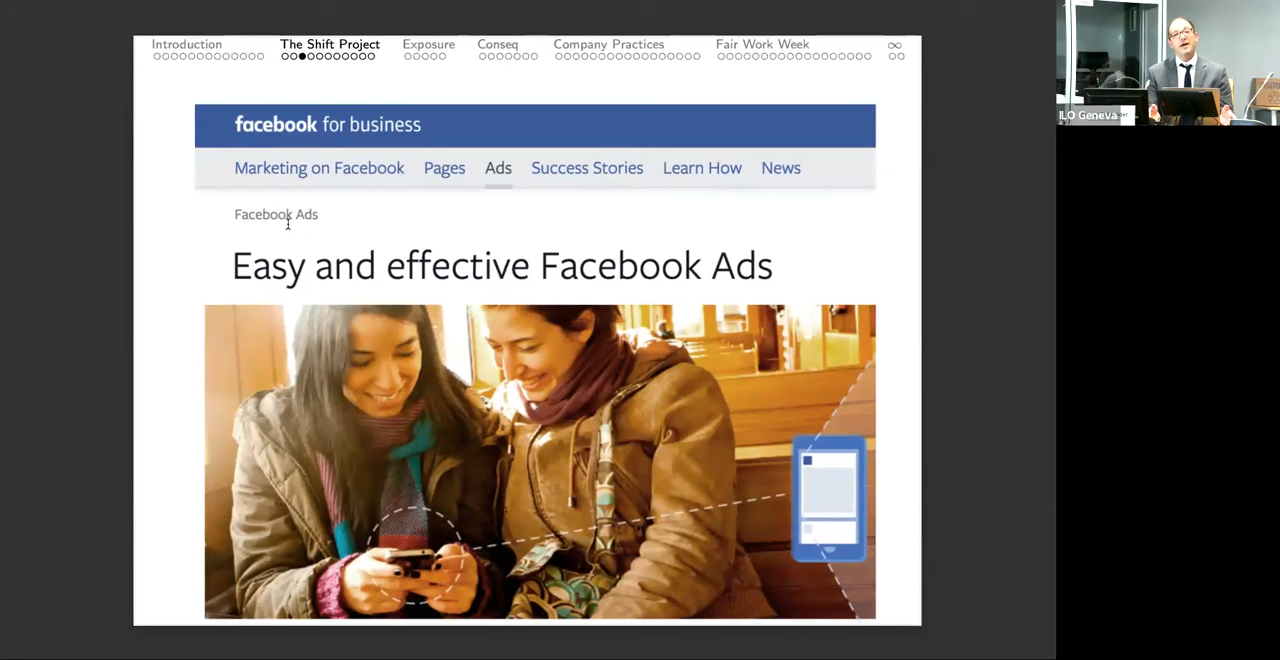 Introduction The Shift Project Exposure Conseq Company Practices Fair Work Week ∞
facebook for business
Marketing on Facebook Pages Ads Success Stories Learn How News
Facebook Ads
Easy and effective Facebook Ads
ILO Geneva